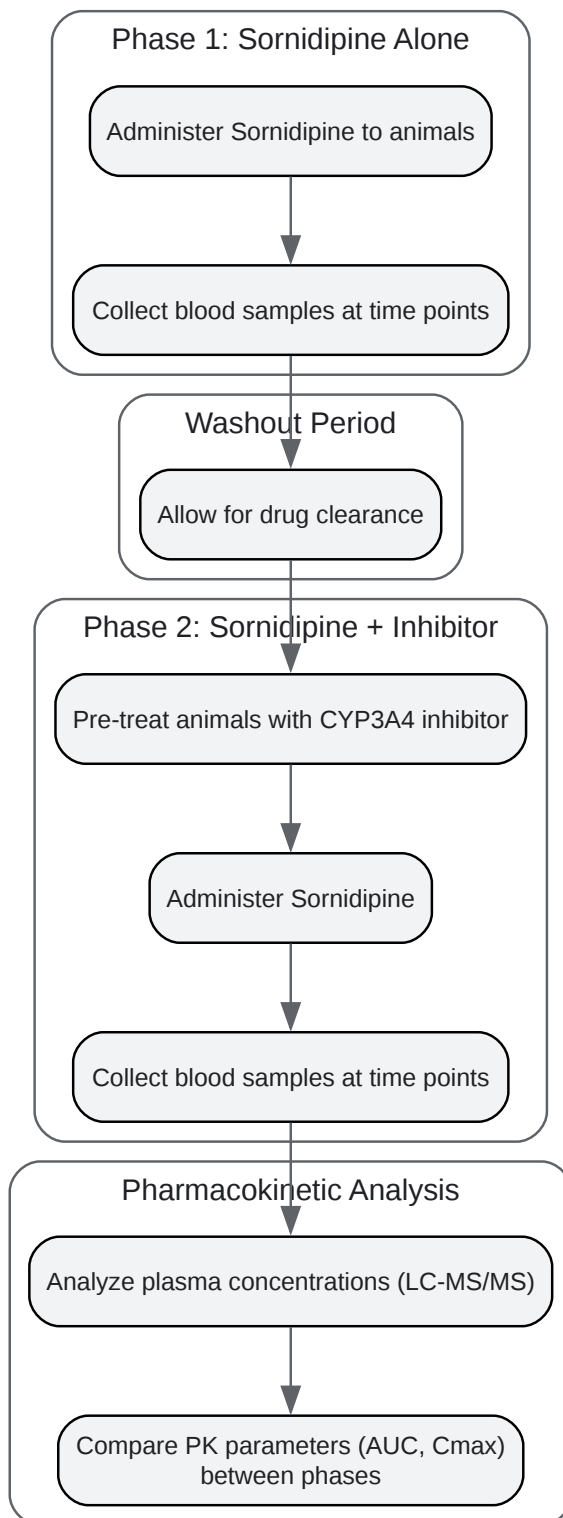 Phase 1: Sornidipine Alone
Administer Sornidipine to animals
Collect blood samples at time points
Washout Period
Allow for drug clearance
Phase 2: Sornidipine + Inhibitor
Pre-treat animals with CYP3A4 inhibitor
Administer Sornidipine
Collect blood samples at time points
Pharmacokinetic Analysis
Analyze plasma concentrations (LC-MS/MS)
Compare PK parameters (AUC, Cmax)
between phases